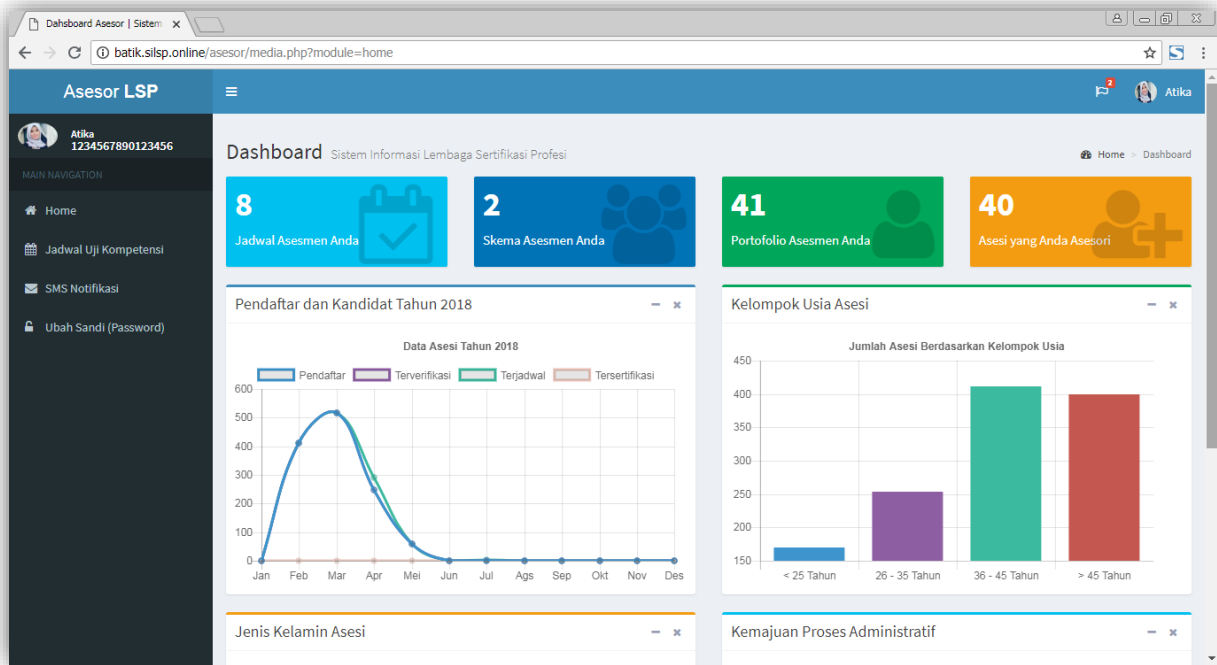 Dahsboard Asesor | Sistem
batik.silsp.online/asesor/media.php?module=home
Asesor LSP
2
Atika
Atika
1234567890123456
MAIN NAVIGATION
Home
Jadwal Uji Kompetensi
SMS Notifikasi
Ubah Sandi (Password)
Dashboard Sistem Informasi Lembaga Sertifikasi Profesi
Home > Dashboard
8
Jadwal Asesmen Anda
2
Skema Asesmen Anda
41
Portofolio Asesmen Anda
40
Asesi yang Anda Asesori
Pendaftar dan Kandidat Tahun 2018
Data Asesi Tahun 2018
Pendaftar Terverifikasi Terjadwal Tersertifikasi
600
500
400
300
200
100
0
Jan Feb Mar Apr Mei Jun Jul Ags Sep Okt Nov Des
Kelompok Usia Asesi
Jumlah Asesi Berdasarkan Kelompok Usia
450
400
350
300
250
200
150
< 25 Tahun 26 - 35 Tahun 36 - 45 Tahun > 45 Tahun
Jenis Kelamin Asesi
Kemajuan Proses Administratif